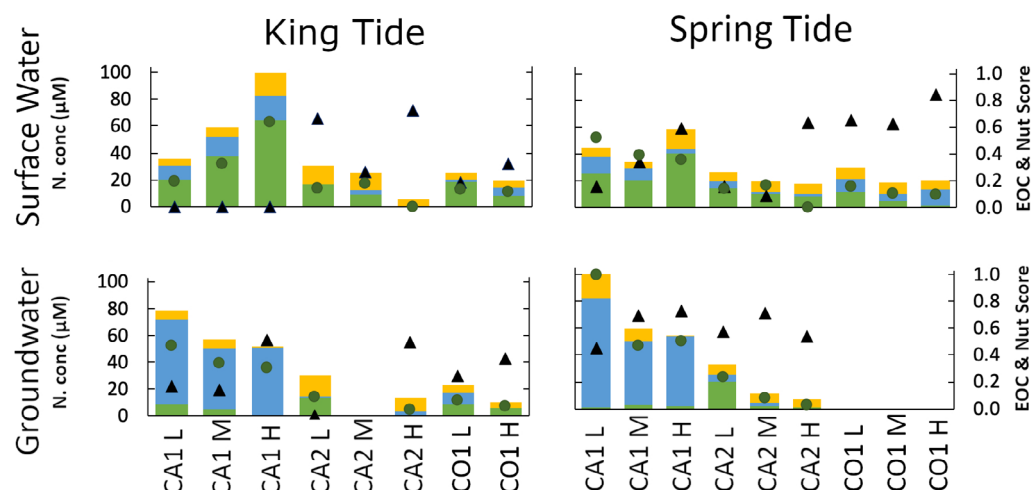 King Tide
Spring Tide
Surface Water
N. conc (µM)
100
80
60
40
20
0
1.0
0.8
0.6
0.4
0.2
0.0
EOC & Nut Score
Groundwater
N. conc (µM)
100
80
60
40
20
0
1.0
0.8
0.6
0.4
0.2
0.0
EOC & Nut Score
CA1 L
CA1 M
CA1 H
CA2 L
CA2 M
CA2 H
CO1 L
CO1 H
CA1 L
CA1 M
CA1 H
CA2 L
CA2 M
CA2 H
CO1 L
CO1 M
CO1 H